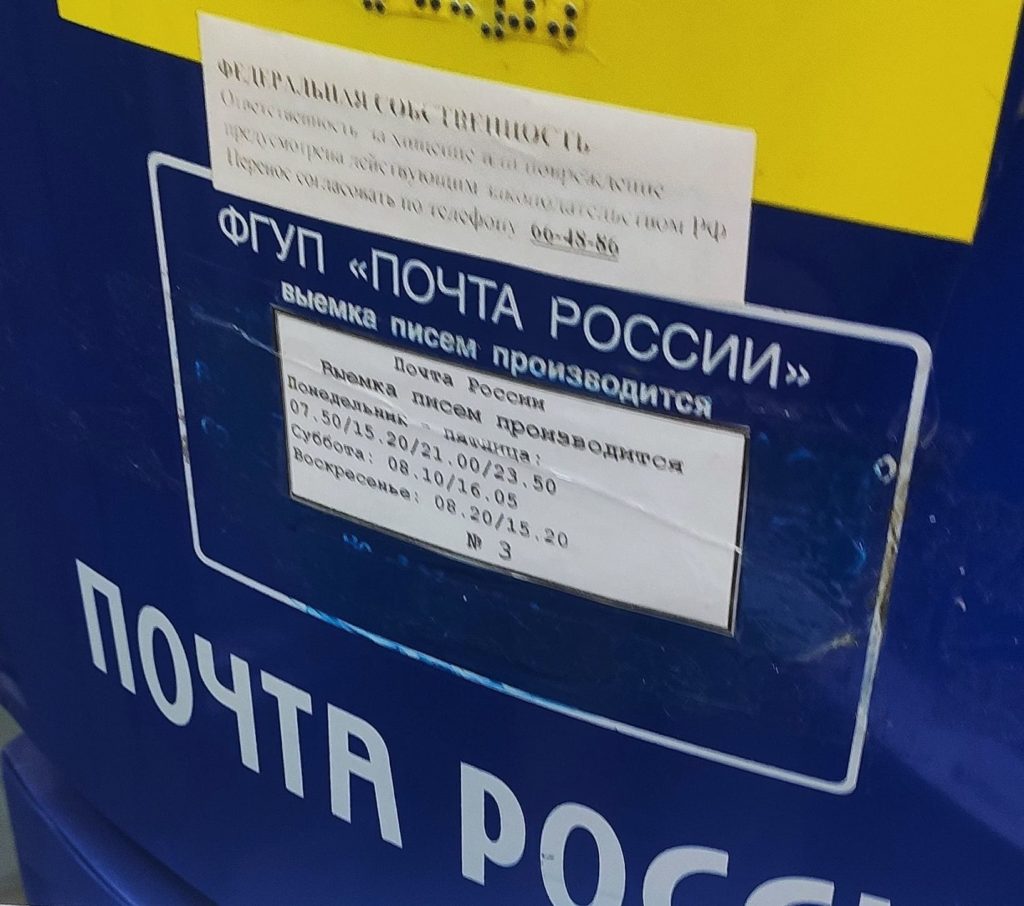 ФЕДЕРАЛЬНАЯ СОБСТВЕННОСТЬ
Ответственность за хищение или повреждение
предусмотрена действующим законодательством РФ
Перенос согласовать по телефону 66-48-86
ФГУП «ПОЧТА РОССИИ»
выемка писем производится
Почта России
Выемка писем производится
Понедельник - пятница:
07.50/15.20/21.00/23.50
Суббота: 08.10/16.05
Воскресенье: 08.20/15.20
№ 3
ПОЧТА РОСС